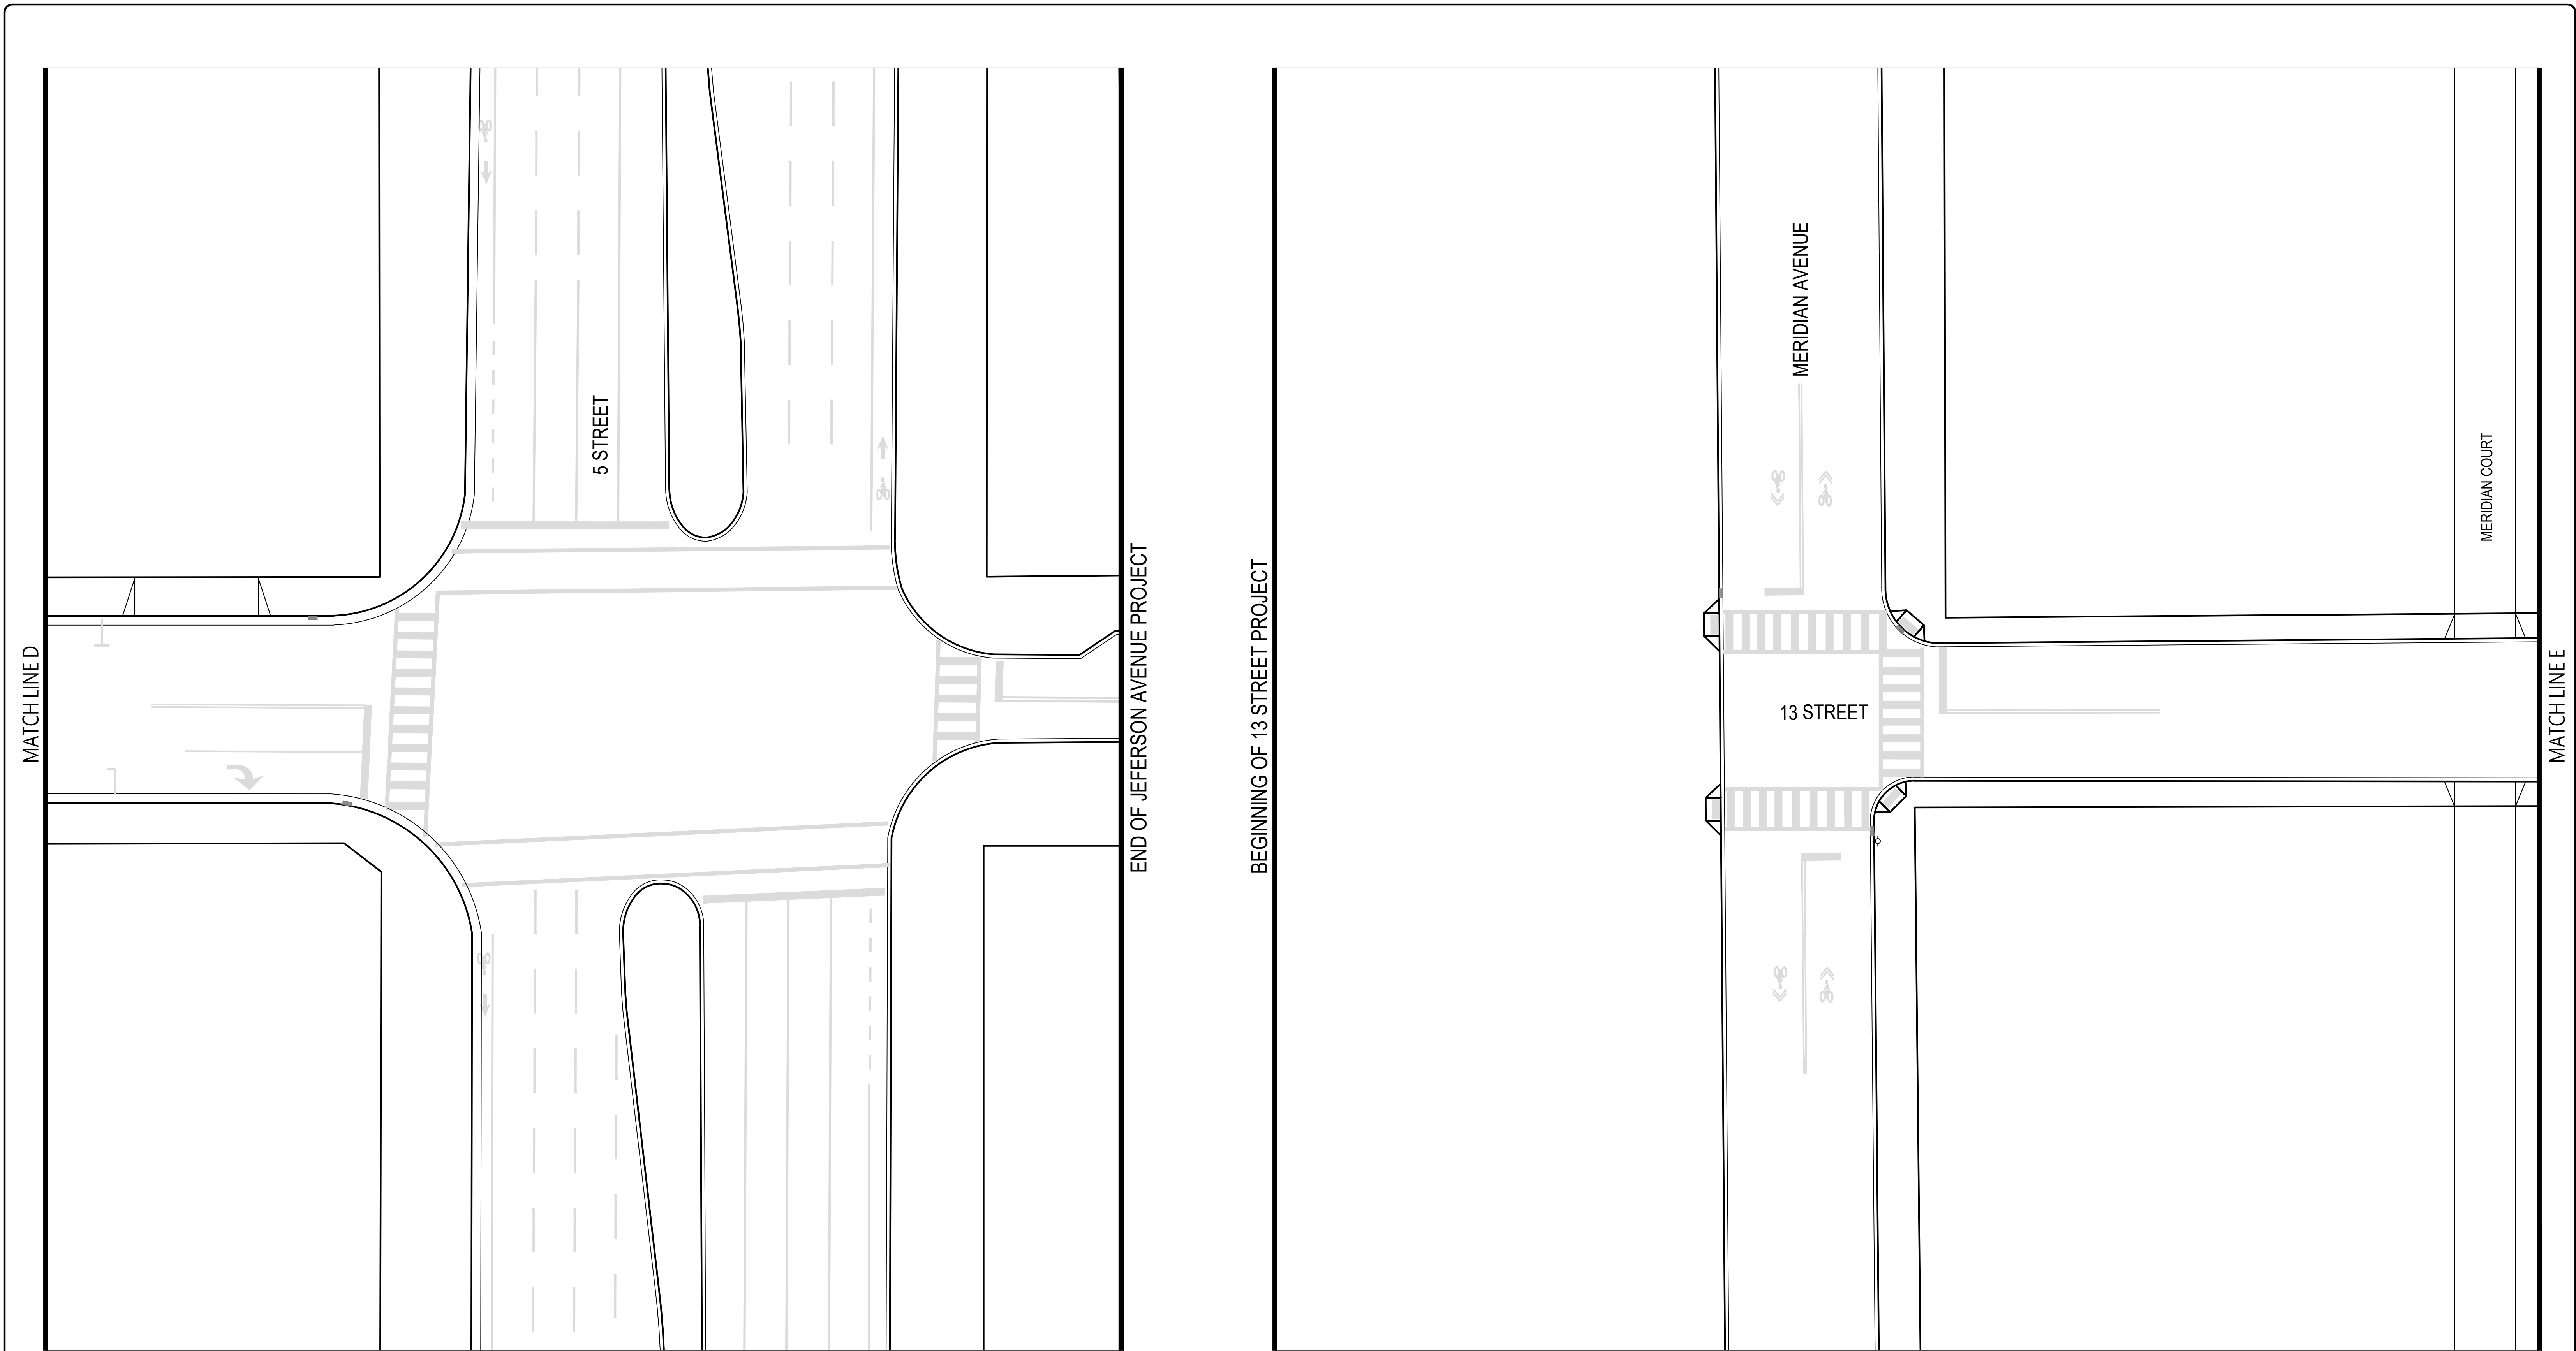 MATCH LINE D
5 STREET
END OF JEFERSON AVENUE PROJECT
BEGINNING OF 13 STREET PROJECT
MERIDIAN AVENUE
13 STREET
MERIDIAN COURT
MATCH LINE E